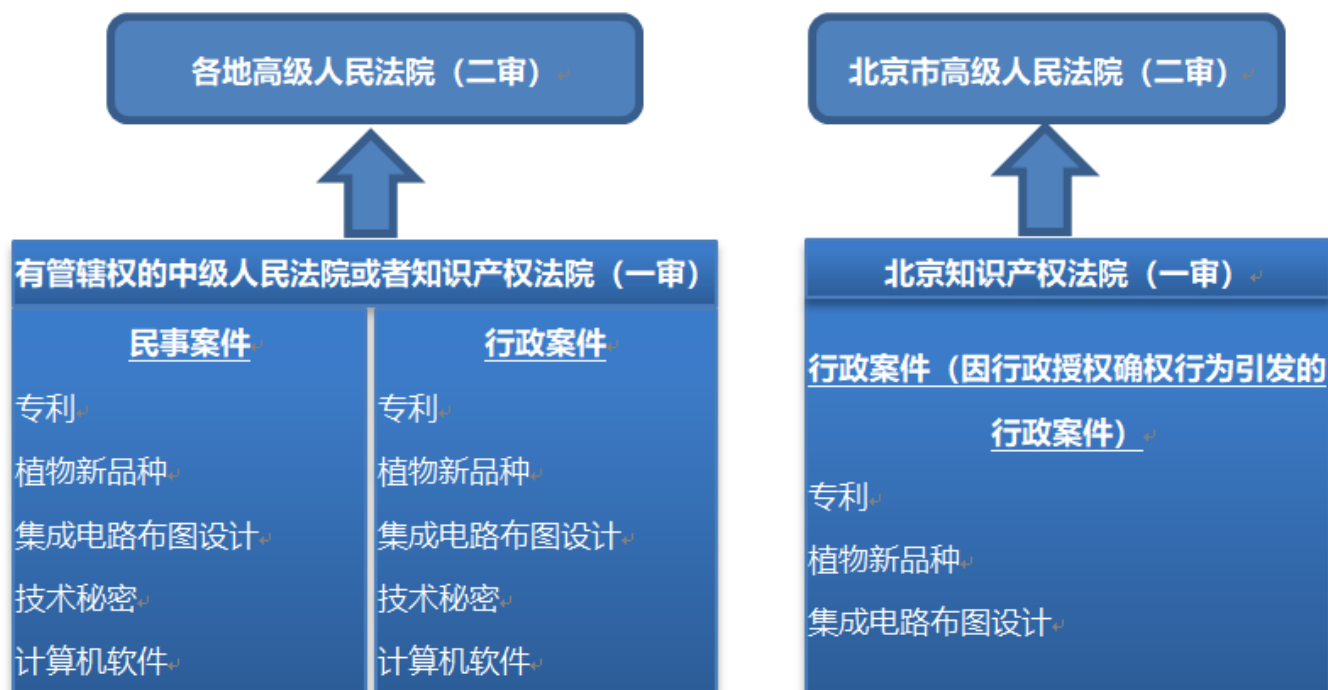 各地高级人民法院（二审）
北京市高级人民法院（二审）
有管辖权的中级人民法院或者知识产权法院（一审）
民事案件
专利
植物新品种
集成电路布图设计
技术秘密
计算机软件
行政案件
专利
植物新品种
集成电路布图设计
技术秘密
计算机软件
北京知识产权法院（一审）
行政案件（因行政授权确权行为引发的
行政案件）
专利
植物新品种
集成电路布图设计